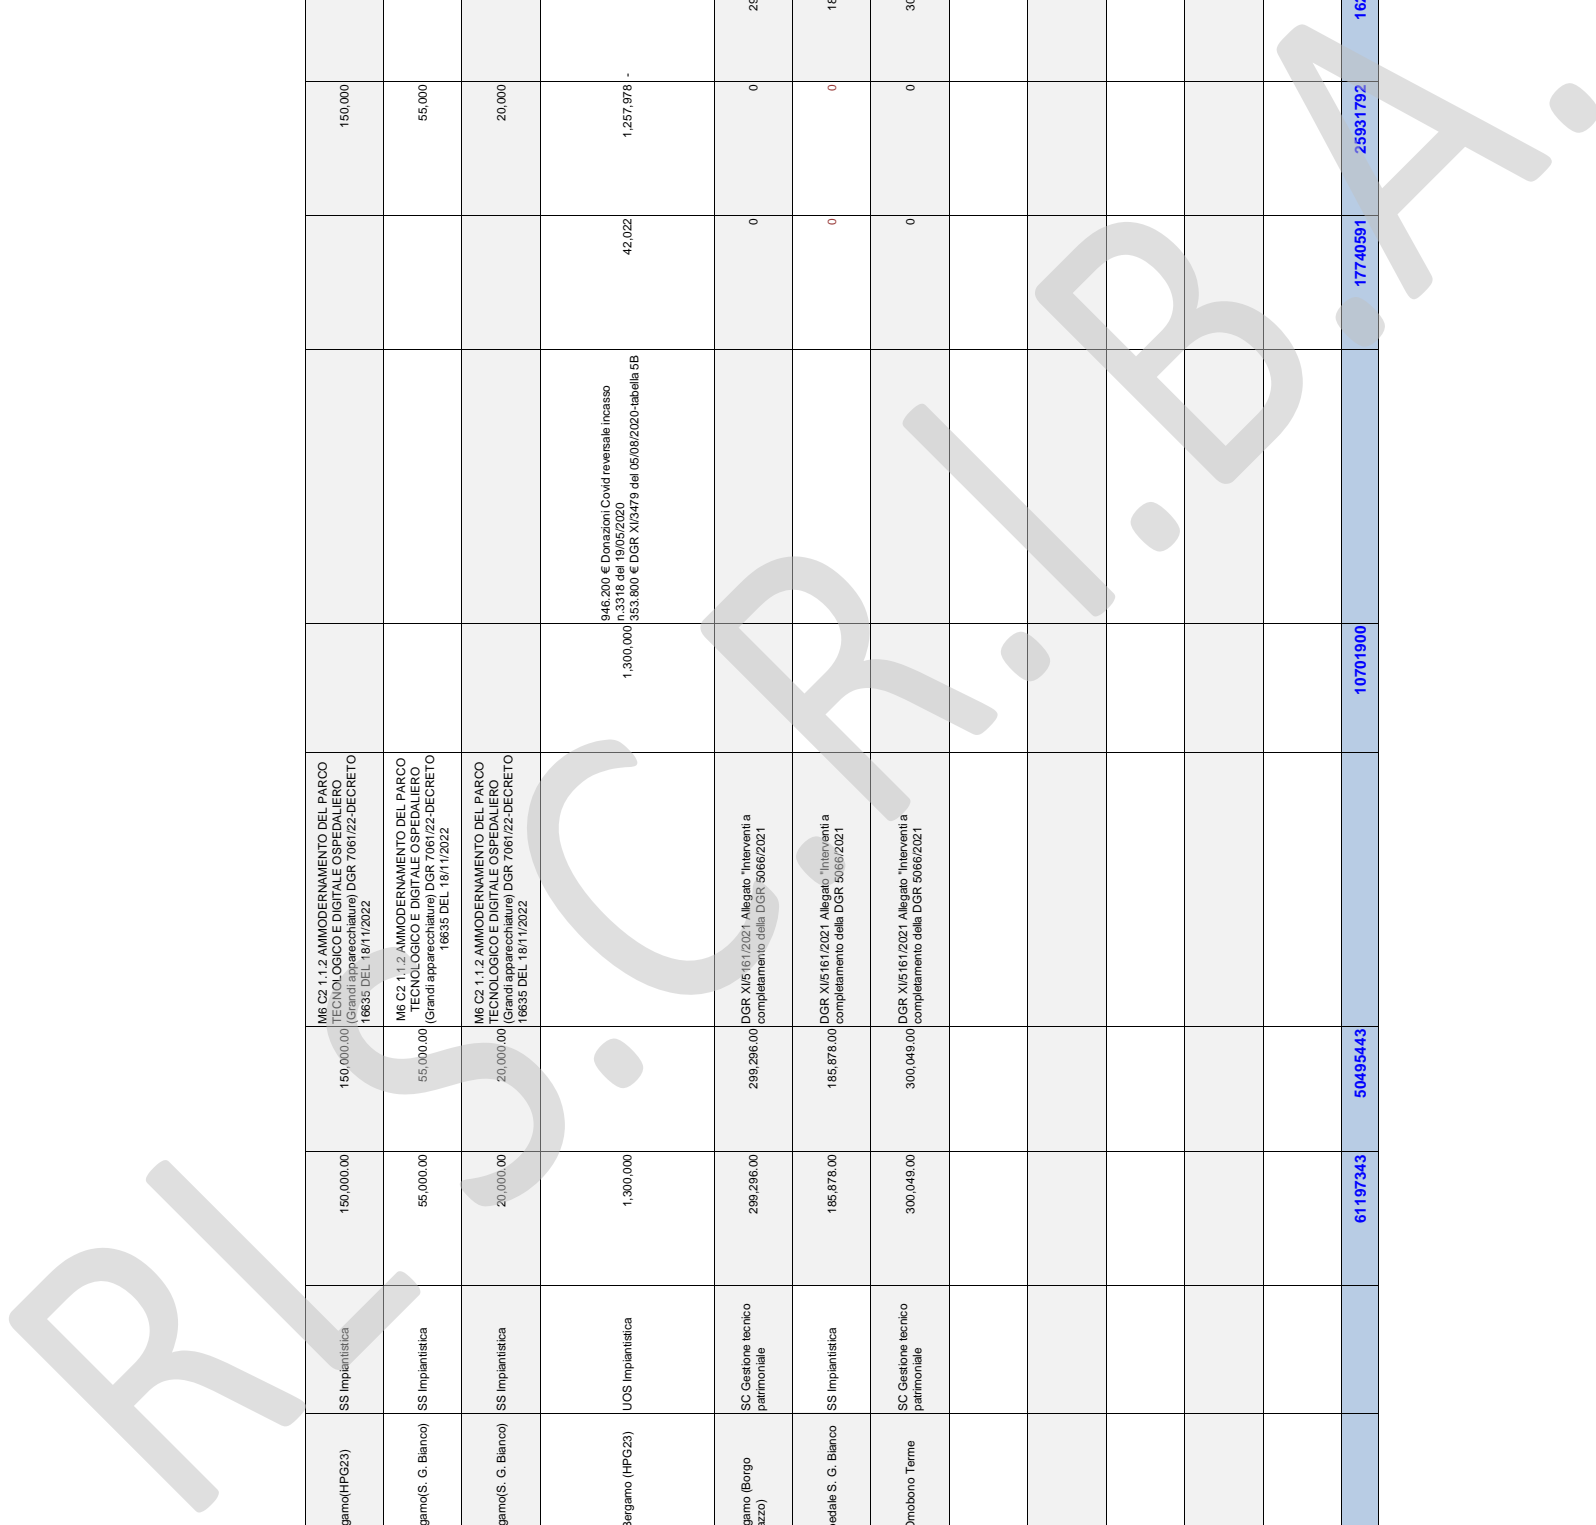 gamo(HPG23)
SS Impiantistica
150,000.00
150,000.00
M6 C2 1.1.2 AMMODERNAMENTO DEL PARCO
TECNOLOGICO E DIGITALE OSPEDALIERO
(Grandi apparecchiature) DGR 7061/22-DECRETO
16635 DEL 18/11/2022
150,000
gamo(S. G. Bianco)
SS Impiantistica
55,000.00
55,000.00
M6 C2 1.1.2 AMMODERNAMENTO DEL PARCO
TECNOLOGICO E DIGITALE OSPEDALIERO
(Grandi apparecchiature) DGR 7061/22-DECRETO
16635 DEL 18/11/2022
55,000
gamo(S. G. Bianco)
SS Impiantistica
20,000.00
20,000.00
M6 C2 1.1.2 AMMODERNAMENTO DEL PARCO
TECNOLOGICO E DIGITALE OSPEDALIERO
(Grandi apparecchiature) DGR 7061/22-DECRETO
16635 DEL 18/11/2022
20,000
Bergamo (HPG23)
UOS Impiantistica
1,300,000
1,300,000
946.200 € Donazioni Covid reversale incasso
n.3318 del 19/05/2020
353.800 € DGR XI/3479 del 05/08/2020-tabella 5B
42,022
1,257,978
-
gamo (Borgo
azzo)
SC Gestione tecnico
patrimoniale
299,296.00
299,296.00
DGR XI/5161/2021 Allegato "Interventi a
completamento della DGR 5066/2021
0
0
29
pedale S. G. Bianco
SS Impiantistica
185,878.00
185,878.00
DGR XI/5161/2021 Allegato "Interventi a
completamento della DGR 5066/2021
0
0
18
Omobono Terme
SC Gestione tecnico
patrimoniale
300,049.00
300,049.00
DGR XI/5161/2021 Allegato "Interventi a
completamento della DGR 5066/2021
0
0
30
61197343
50495443
10701900
17740591
25931792
162
RL S.C.R.I.B.A.